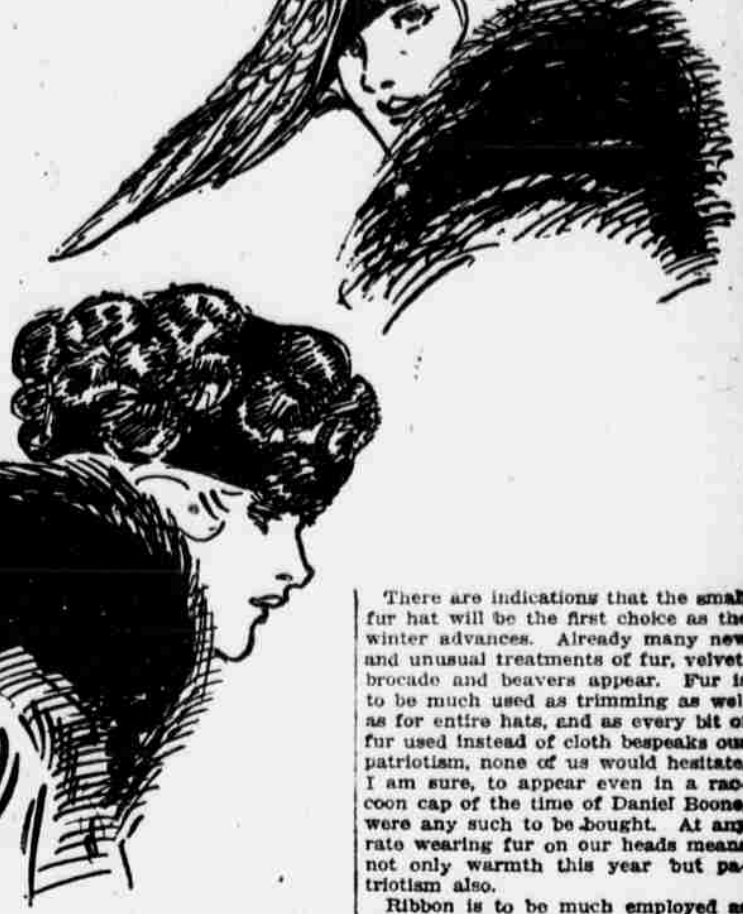 There are indications that the small
fur hat will be the first choice as the
winter advances. Already many new
and unusual treatments of fur, velvet
brocade and beavers appear. Fur is
to be much used as trimming as well
as for entire hats, and as every bit of
fur used instead of cloth bespeaks our
patriotism, none of us would hesitate,
I am sure, to appear even in a rac-
coon cap of the time of Daniel Boone
were any such to be bought. At any
rate wearing fur on our heads means
not only warmth this year but pa-
triotism also.
Ribbon is to be much employed as